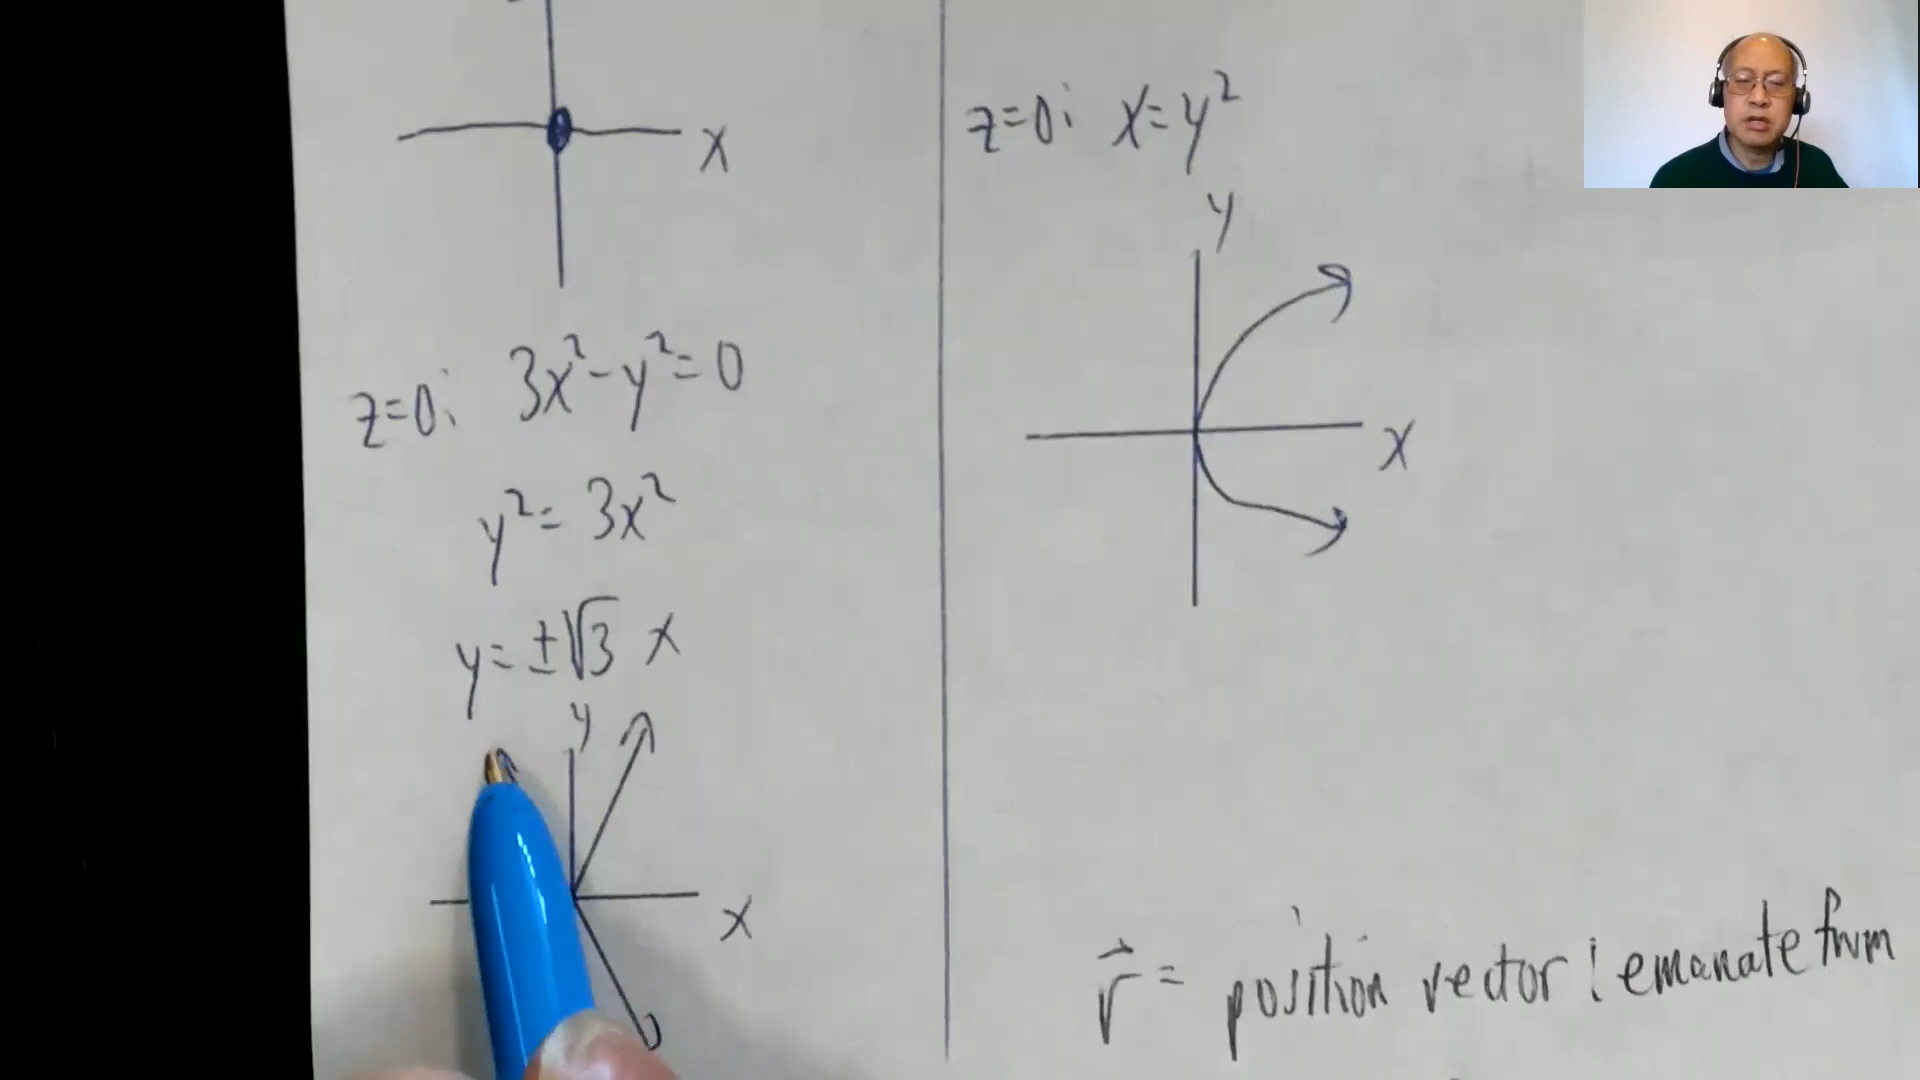 x
z=0: 3x²-y²=0
y²= 3x²
y=±√3 x
y
x
z=0: x=y²
y
x
r⃗ = position vector: emanate from